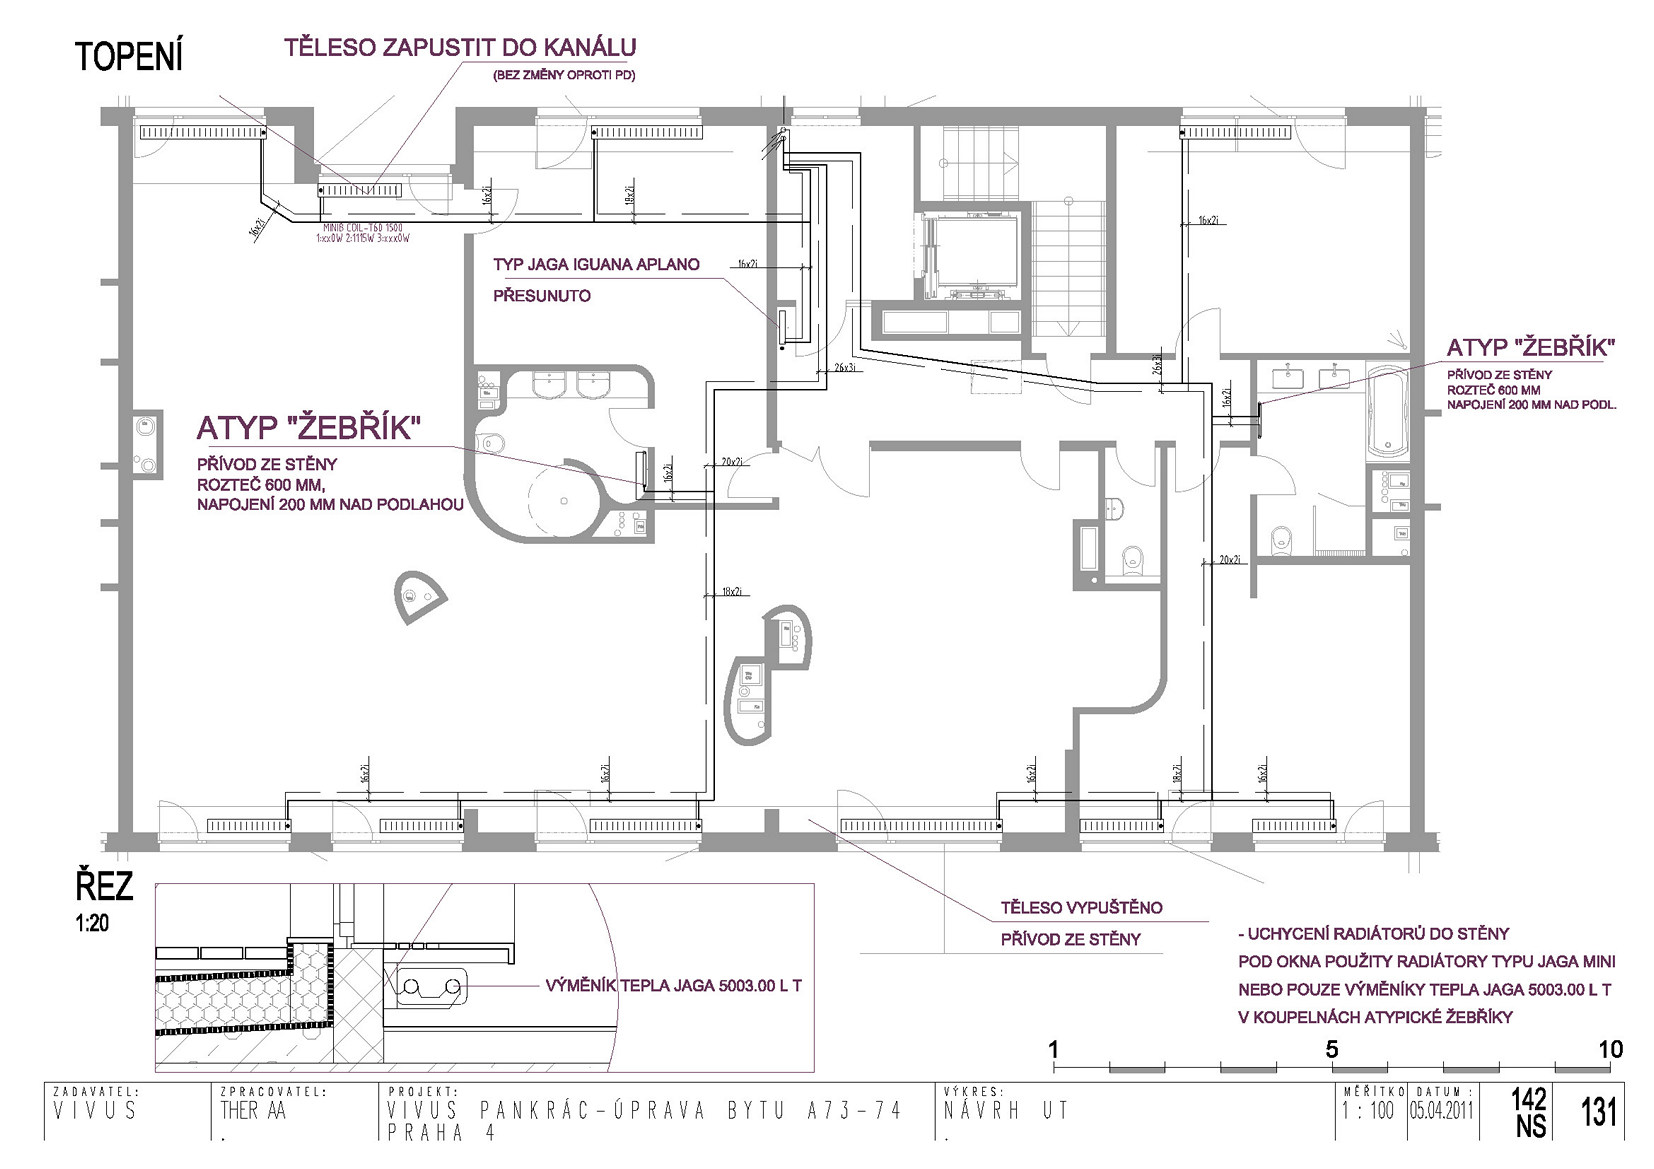 TOPENÍ
TĚLESO ZAPUSTIT DO KANÁLU
(BEZ ZMĚNY OPROTI PD)
16x2i
18x2i
16x2i
MINIB COIL-T60 1500
1:xx0W 2:1115W 3:xxx0W
16x2i
TYP JAGA IGUANA APLANO
PŘESUNUTO
16x2i
26x3i
26x3i
16x2i
ATYP "ŽEBŘÍK"
PŘÍVOD ZE STĚNY
ROZTEČ 600 MM
NAPOJENÍ 200 MM NAD PODL.
ATYP "ŽEBŘÍK"
PŘÍVOD ZE STĚNY
ROZTEČ 600 MM,
NAPOJENÍ 200 MM NAD PODLAHOU
20x2i
16x2i
20x2i
18x2i
16x2i
16x2i
16x2i
18x2i
16x2i
ŘEZ
1:20
VÝMĚNÍK TEPLA JAGA 5003.00 L T
TĚLESO VYPUŠTĚNO
PŘÍVOD ZE STĚNY
- UCHYCENÍ RADIÁTORŮ DO STĚNY
POD OKNA POUŽITY RADIÁTORY TYPU JAGA MINI
NEBO POUZE VÝMĚNÍKY TEPLA JAGA 5003.00 L T
V KOUPELNÁCH ATYPICKÉ ŽEBŘÍKY
1 5 10
ZADAVATEL:
VIVUS
ZPRACOVATEL:
THER AA
.
PROJEKT:
VIVUS PANKRÁC-ÚPRAVA BYTU A73-74
PRAHA 4
VÝKRES:
NÁVRH UT
.
MĚŘÍTKO
1 : 100
DATUM :
05.04.2011
142
NS
131